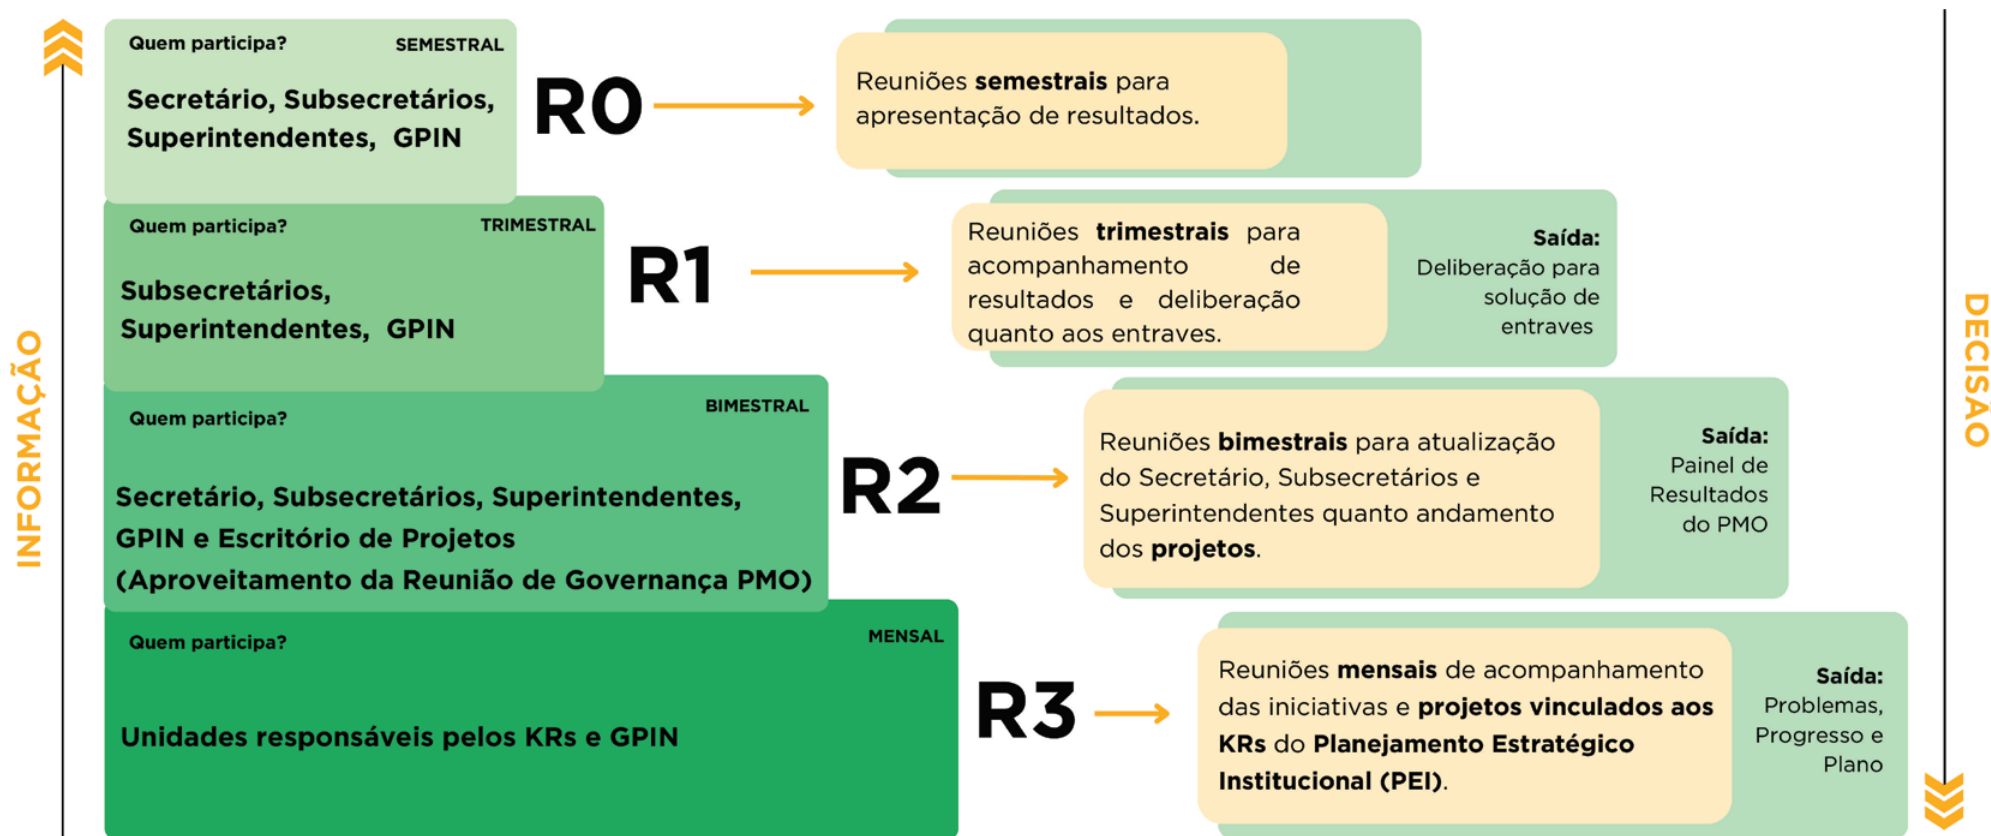 INFORMAÇÃO
Quem participa?
SEMESTRAL
Secretário, Subsecretários,
Superintendentes, GPIN
R0
Reuniões semestrais para
apresentação de resultados.
Quem participa?
TRIMESTRAL
Subsecretários,
Superintendentes, GPIN
R1
Reuniões trimestrais para
acompanhamento de
resultados e deliberação
quanto aos entraves.
Saída:
Deliberação para
solução de
entraves
Quem participa?
BIMESTRAL
Secretário, Subsecretários, Superintendentes,
GPIN e Escritório de Projetos
(Aproveitamento da Reunião de Governança PMO)
R2
Reuniões bimestrais para atualização
do Secretário, Subsecretários e
Superintendentes quanto andamento
dos projetos.
Saída:
Painel de
Resultados
do PMO
Quem participa?
MENSAL
Unidades responsáveis pelos KRs e GPIN
R3
Reuniões mensais de acompanhamento
das iniciativas e projetos vinculados aos
KRs do Planejamento Estratégico
Institucional (PEI).
Saída:
Problemas,
Progresso e
Plano
DECISÃO